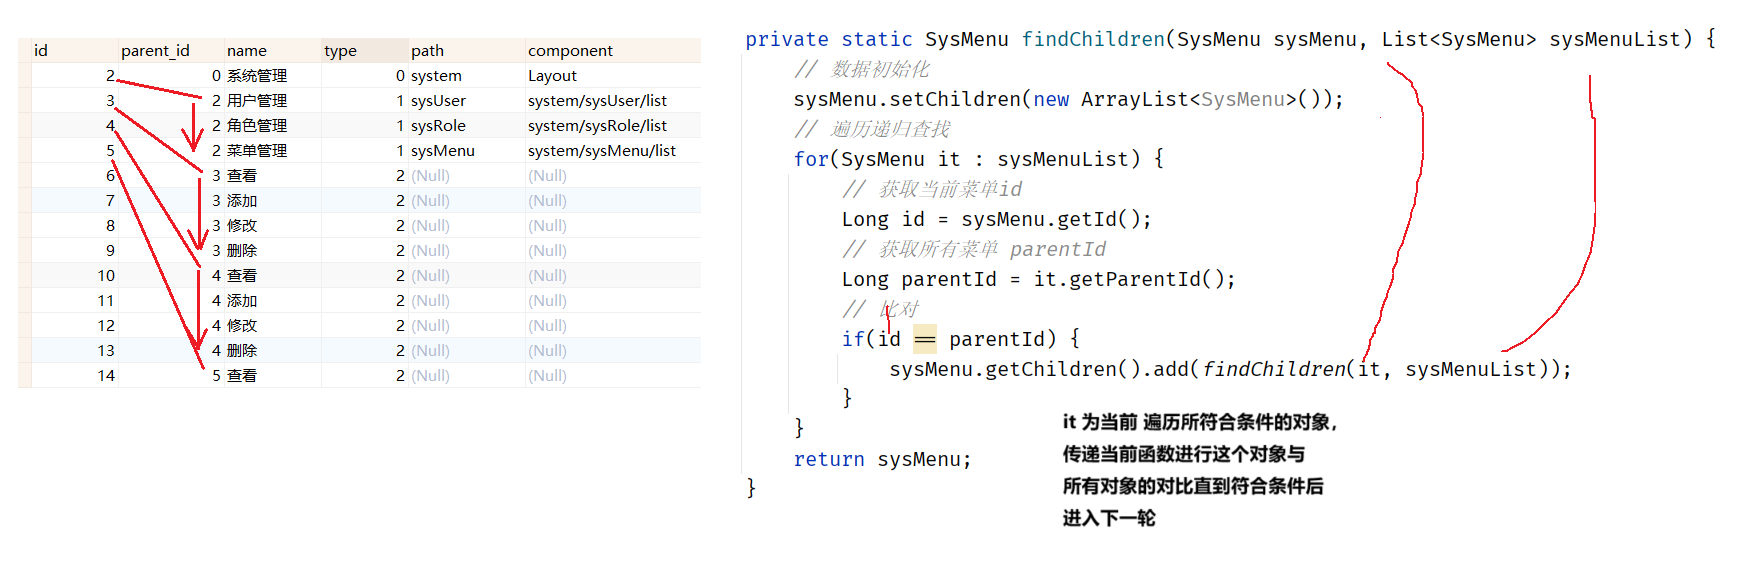 id parent_id name type path component
2 0 系统管理 0 system Layout
3 2 用户管理 1 sysUser system/sysUser/list
4 2 角色管理 1 sysRole system/sysRole/list
5 2 菜单管理 1 sysMenu system/sysMenu/list
6 3 查看 2 (Null) (Null)
7 3 添加 2 (Null) (Null)
8 3 修改 2 (Null) (Null)
9 3 删除 2 (Null) (Null)
10 4 查看 2 (Null) (Null)
11 4 添加 2 (Null) (Null)
12 4 修改 2 (Null) (Null)
13 4 删除 2 (Null) (Null)
14 5 查看 2 (Null) (Null)
private static SysMenu findChildren(SysMenu sysMenu, List<SysMenu> sysMenuList) {
// 数据初始化
sysMenu.setChildren(new ArrayList<SysMenu>());
// 遍历递归查找
for(SysMenu it : sysMenuList) {
// 获取当前菜单id
Long id = sysMenu.getId();
// 获取所有菜单 parentId
Long parentId = it.getParentId();
// 比对
if(id == parentId) {
sysMenu.getChildren().add(findChildren(it, sysMenuList));
}
}
return sysMenu;
}
it 为当前 遍历所符合条件的对象,
传递当前函数进行这个对象与
所有对象的对比直到符合条件后
进入下一轮